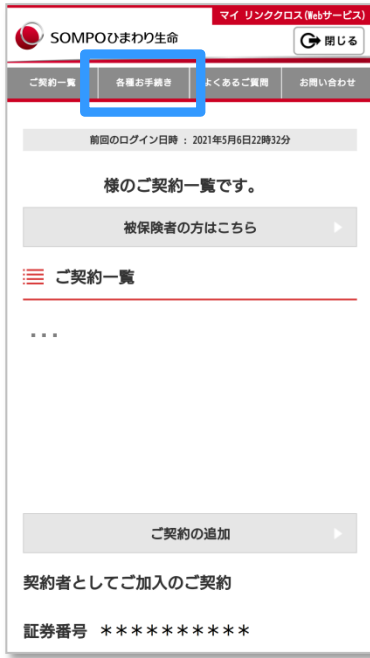 マイ リンククロス(Webサービス)
SOMPOひまわり生命
閉じる
ご契約一覧 各種お手続き よくあるご質問 お問い合わせ
前回のログイン日時 : 2021年5月6日22時32分
様のご契約一覧です。
被保険者の方はこちら
ご契約一覧
...
ご契約の追加
契約者としてご加入のご契約
証券番号 **********